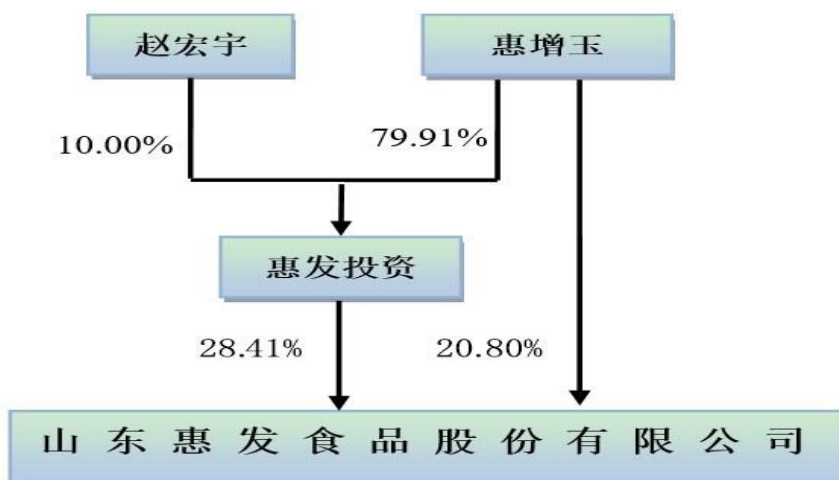 赵宏宇
惠增玉
10.00%
79.91%
惠发投资
28.41%
20.80%
山东惠发食品股份有限公司